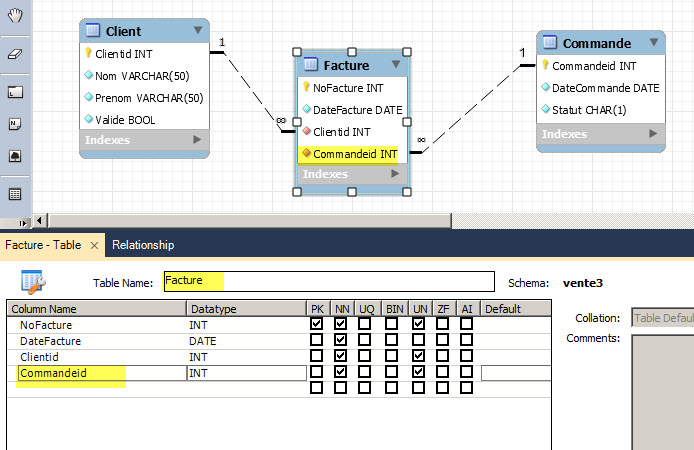 Client
Clientid INT
Nom VARCHAR(50)
Prenom VARCHAR(50)
Valide BOOL
Indexes
1
∞
Facture
NoFacture INT
DateFacture DATE
Clientid INT
Commandeid INT
Indexes
∞
1
Commande
Commandeid INT
DateCommande DATE
Statut CHAR(1)
Indexes
Facture - Table × Relationship
Table Name: Facture Schema: vente3
Column Name Datatype PK NN UQ BIN UN ZF AI Default
NoFacture INT
DateFacture DATE
Clientid INT
Commandeid INT
Collation: Table Defaul
Comments: